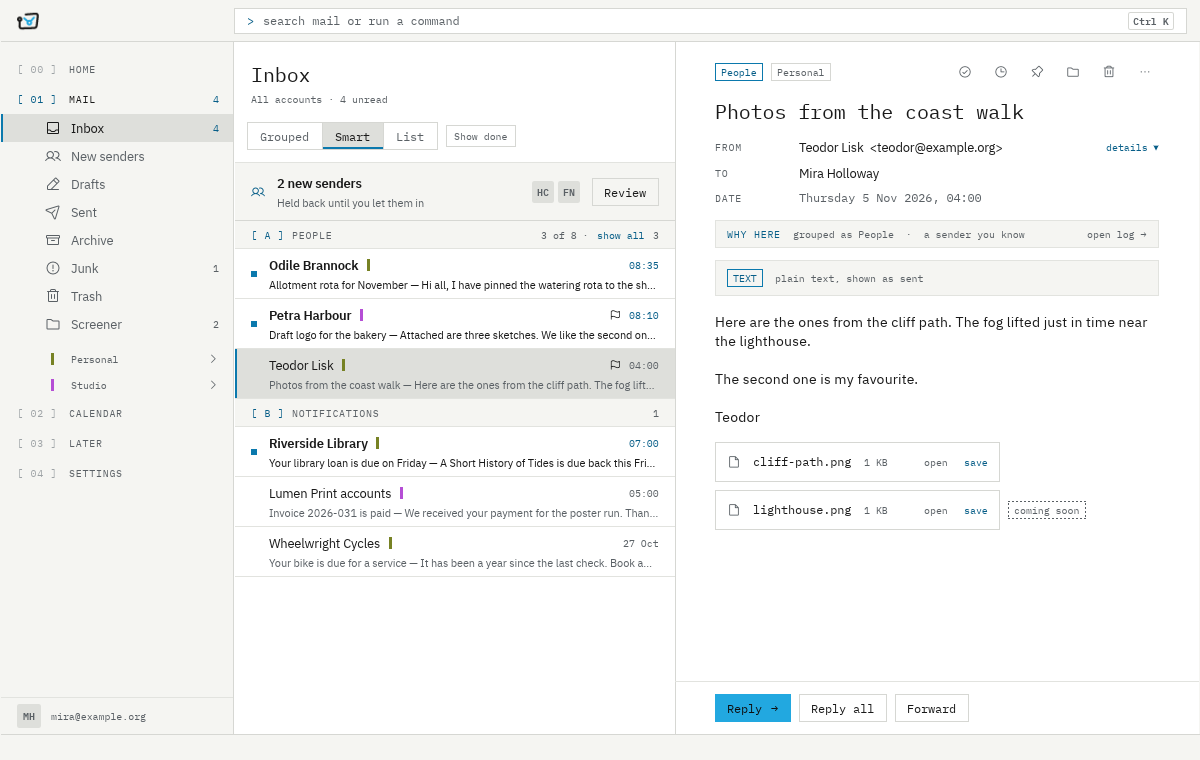 > search mail or run a command
Ctrl K
[ 00 ] HOME
[ 01 ] MAIL 4
Inbox 4
New senders
Drafts
Sent
Archive
Junk 1
Trash
Screener 2
Personal
Studio
[ 02 ] CALENDAR
[ 03 ] LATER
[ 04 ] SETTINGS
MH mira@example.org
Inbox
All accounts · 4 unread
Grouped Smart List Show done
2 new senders
Held back until you let them in
HC FN Review
[ A ] PEOPLE 3 of 8 · show all 3
Odile Brannock 08:35
Allotment rota for November — Hi all, I have pinned the watering rota to the sh...
Petra Harbour 08:10
Draft logo for the bakery — Attached are three sketches. We like the second on...
Teodor Lisk 04:00
Photos from the coast walk — Here are the ones from the cliff path. The fog lift...
[ B ] NOTIFICATIONS 1
Riverside Library 07:00
Your library loan is due on Friday — A Short History of Tides is due back this Fri...
Lumen Print accounts 05:00
Invoice 2026-031 is paid — We received your payment for the poster run. Than...
Wheelwright Cycles 27 Oct
Your bike is due for a service — It has been a year since the last check. Book a...
People Personal ...
Photos from the coast walk
FROM Teodor Lisk <teodor@example.org> details ▾
TO Mira Holloway
DATE Thursday 5 Nov 2026, 04:00
WHY HERE grouped as People · a sender you know open log →
TEXT plain text, shown as sent
Here are the ones from the cliff path. The fog lifted just in time near
the lighthouse.
The second one is my favourite.
Teodor
cliff-path.png 1 KB open save
lighthouse.png 1 KB open save coming soon
Reply → Reply all Forward